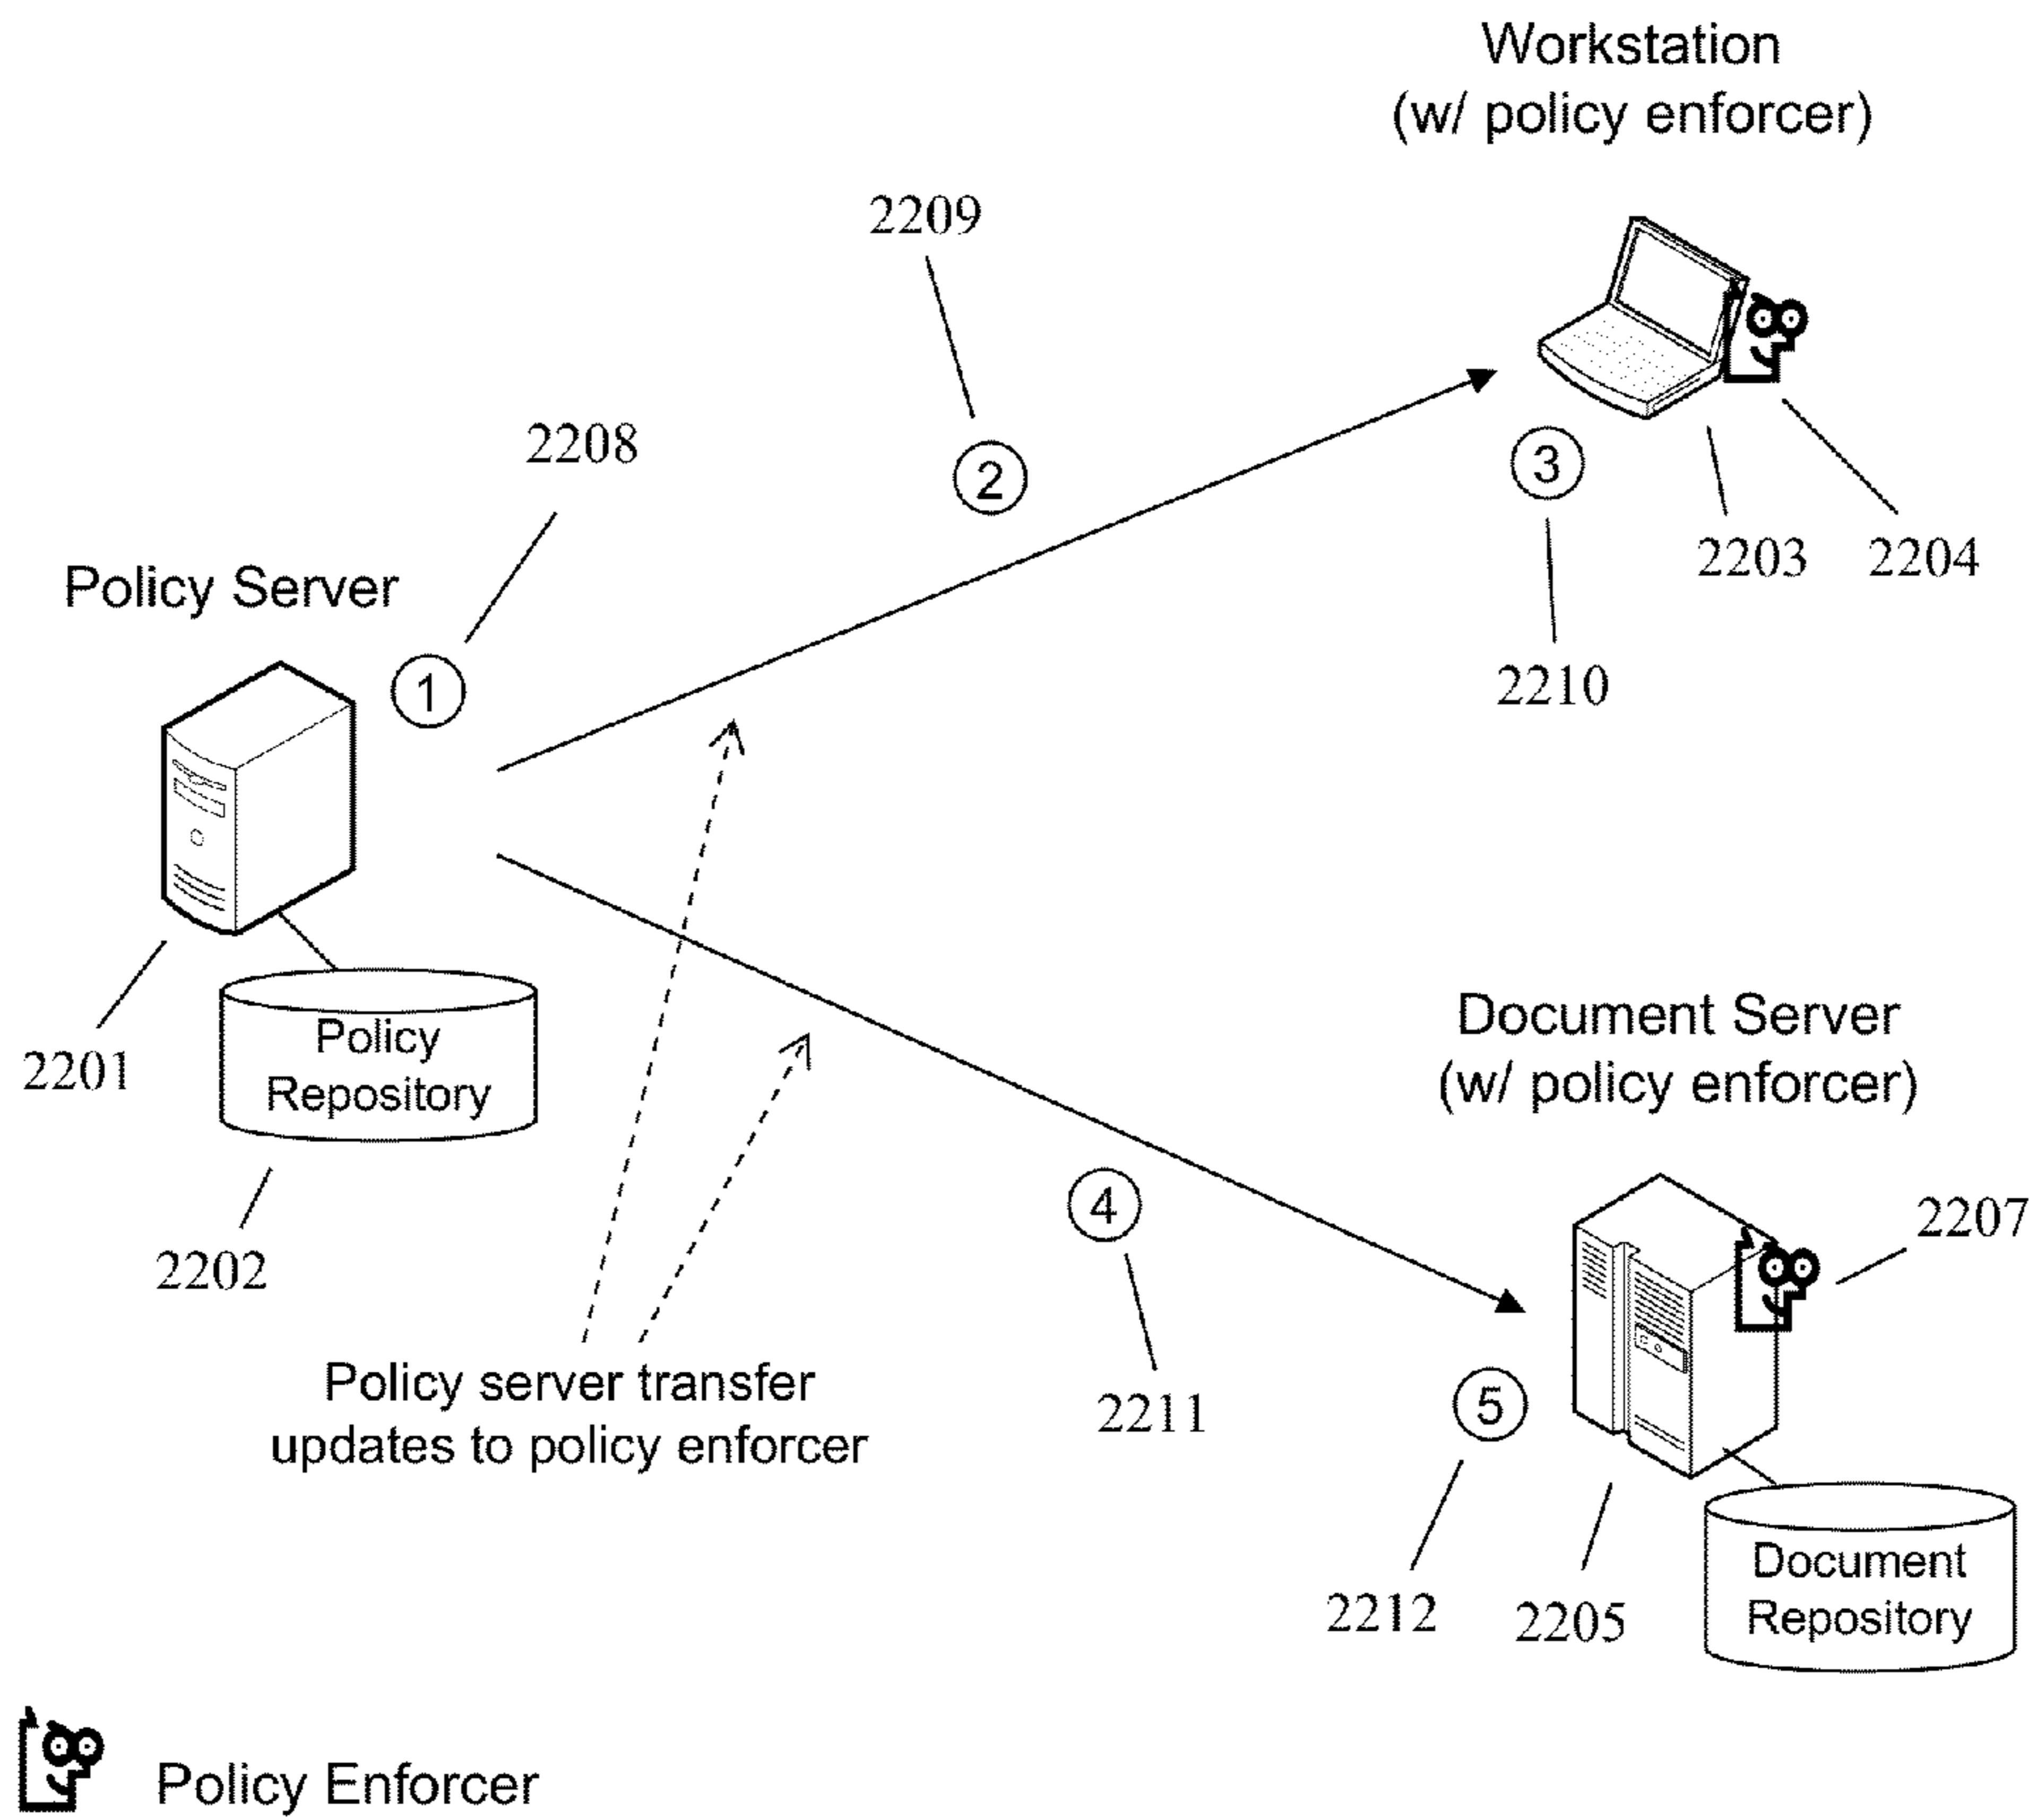 Workstation
(w/ policy enforcer)
2209
2208
2
3
2203
2204
Policy Server
1
2210
2201
Policy
Repository
2202
Document Server
(w/ policy enforcer)
4
2207
Policy server transfer
updates to policy enforcer
2211
5
2212
2205
Document
Repository
Policy Enforcer